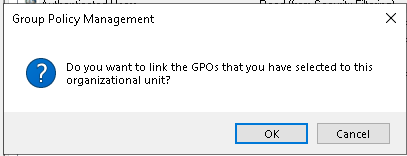 Group Policy Management
Do you want to link the GPOs that you have selected to this
organizational unit?
OK
Cancel